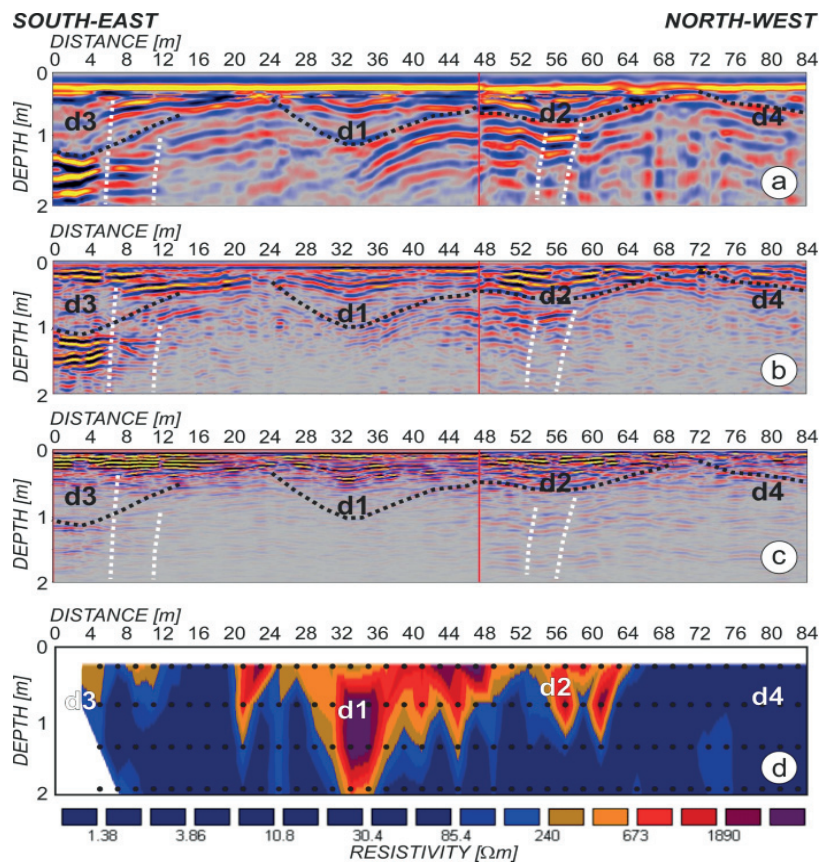 SOUTH-EAST NORTH-WEST
DISTANCE [m]
0 4 8 12 16 20 24 28 32 36 40 44 48 52 56 60 64 68 72 76 80 84
DEPTH [m]
0
1
2
d3 d1 d2 d4
a
DISTANCE [m]
0 4 8 12 16 20 24 28 32 36 40 44 48 52 56 60 64 68 72 76 80 84
DEPTH [m]
0
1
2
d3 d1 d2 d4
b
DISTANCE [m]
0 4 8 12 16 20 24 28 32 36 40 44 48 52 56 60 64 68 72 76 80 84
DEPTH [m]
0
1
2
d3 d1 d2 d4
c
DISTANCE [m]
0 4 8 12 16 20 24 28 32 36 40 44 48 52 56 60 64 68 72 76 80 84
DEPTH [m]
0
1
2
d3 d1 d2 d4
d
1.38 3.86 10.8 30.4 85.4 240 673 1890
RESISTIVITY [Ωm]